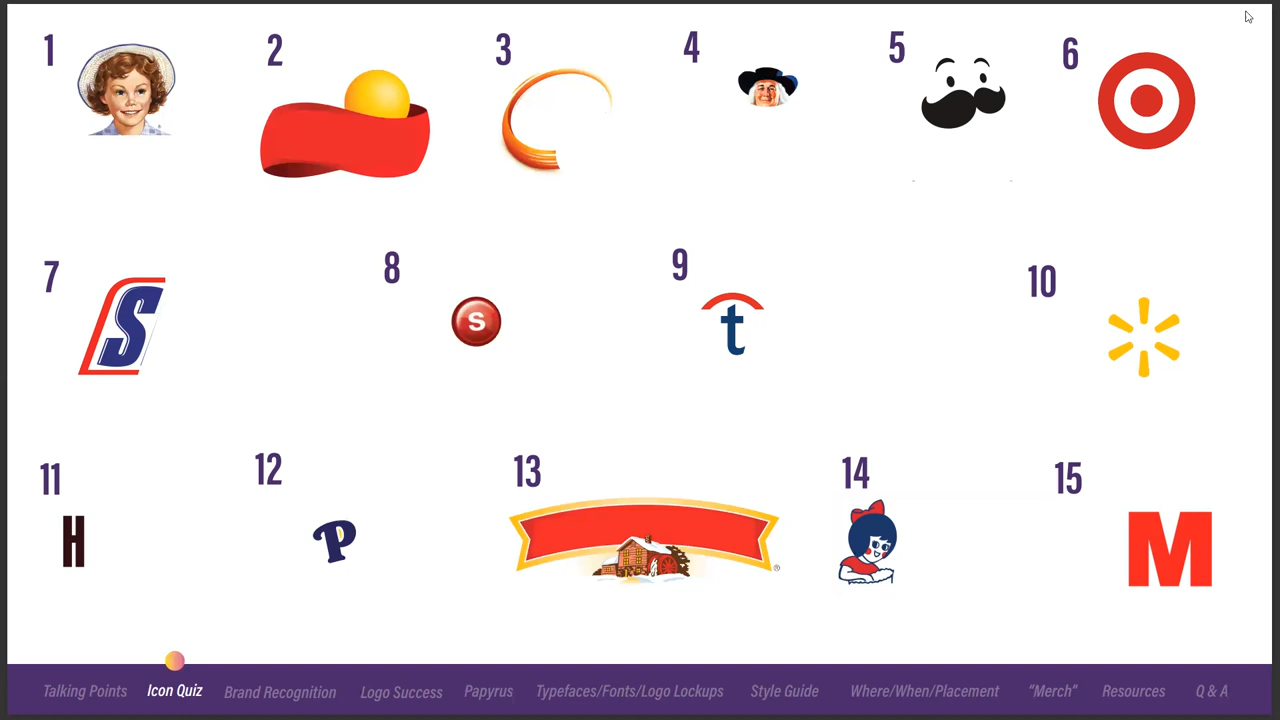 1 2 3 4 5 6
7 S 8 S 9 t 10
11 H 12 P 13 ® 14 15 M
Talking Points Icon Quiz Brand Recognition Logo Success Papyrus Typefaces/Fonts/Logo Lockups Style Guide Where/When/Placement “Merch” Resources Q & A